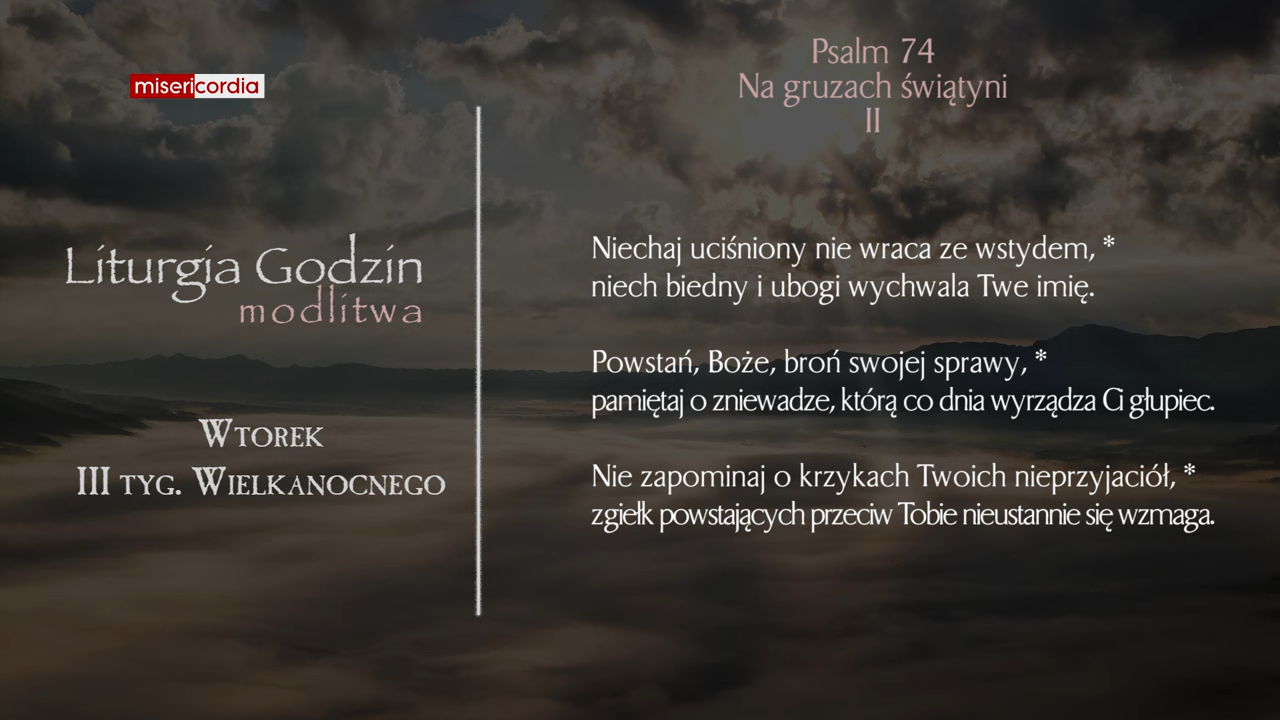 misericordia
Liturgia Godzin
modlitwa
Wtorek
III tyg. Wielkanocnego
Psalm 74
Na gruzach świątyni
II
Niechaj uciśniony nie wraca ze wstydem, *
niech biedny i ubogi wychwala Twe imię.
Powstań, Boże, broń swojej sprawy, *
pamiętaj o zniewadze, którą co dnia wyrządza Ci głupiec.
Nie zapominaj o krzykach Twoich nieprzyjaciół, *
zgiełk powstających przeciw Tobie nieustannie się wzmaga.